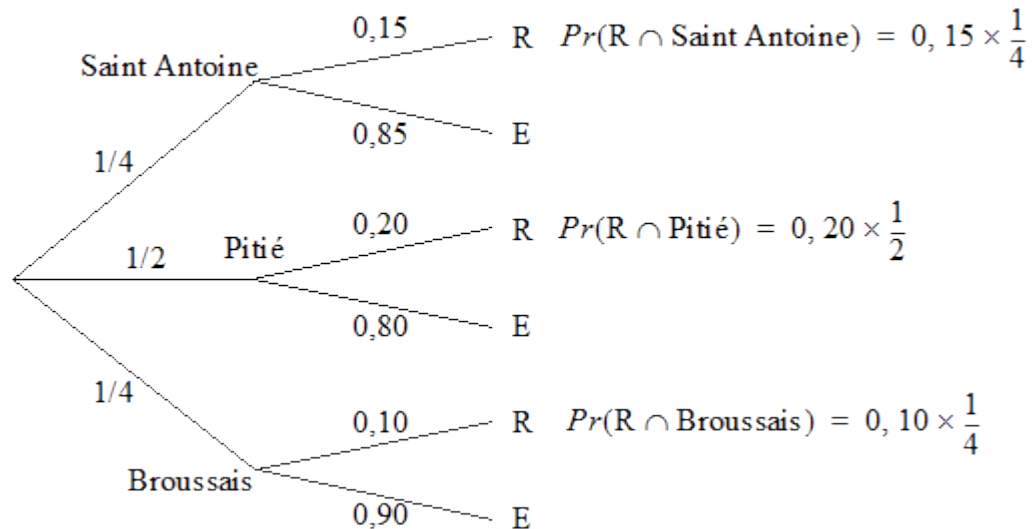 0,15
R Pr(R ∩ Saint Antoine) = 0, 15 × 1/4
Saint Antoine
0,85
E
1/4
0,20
R Pr(R ∩ Pitié) = 0, 20 × 1/2
Pitié
1/2
0,80
E
1/4
0,10
R Pr(R ∩ Broussais) = 0, 10 × 1/4
Broussais
0,90
E